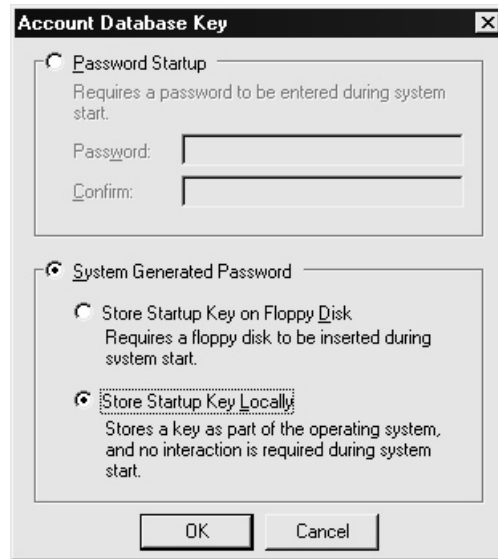 Account Database Key
Password Startup
Requires a password to be entered during system
start.
Password:
Confirm:
System Generated Password
Store Startup Key on Floppy Disk
Requires a floppy disk to be inserted during
system start.
Store Startup Key Locally
Stores a key as part of the operating system,
and no interaction is required during system
start.
OK
Cancel